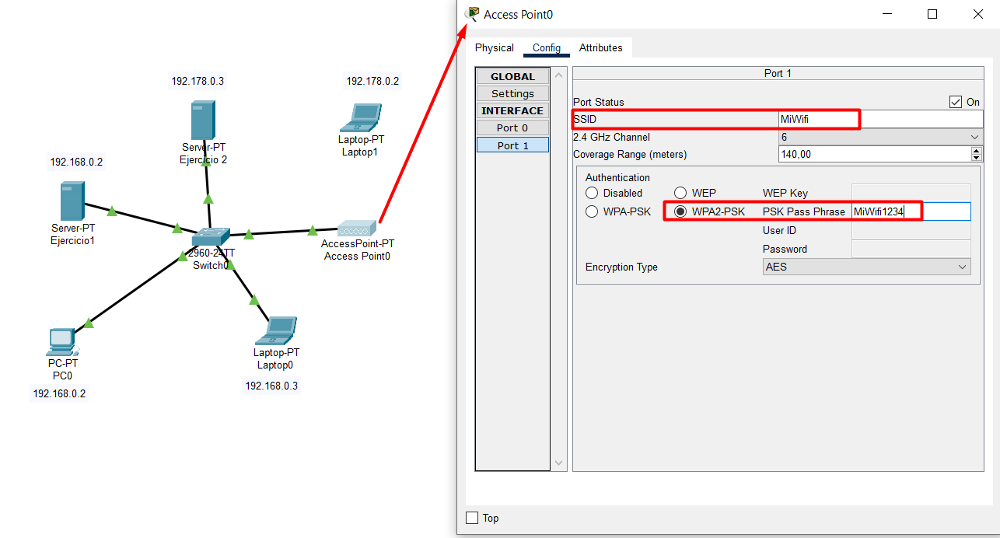 192.178.0.3
192.178.0.2
Server-PT
Ejercicio 2
Laptop-PT
Laptop1
192.168.0.2
Server-PT
Ejercicio1
AccessPoint-PT
Access Point0
2960-24TT
Switch0
PC-PT
PC0
192.168.0.2
Laptop-PT
Laptop0
192.168.0.3
Access Point0
Physical Config Attributes
GLOBAL
Settings
INTERFACE
Port 0
Port 1
Port 1
Port Status On
SSID MiWifi
2.4 GHz Channel 6
Coverage Range (meters) 140,00
Authentication
Disabled WEP WEP Key
WPA-PSK WPA2-PSK PSK Pass Phrase MiWifi1234
User ID
Password
Encryption Type AES
Top